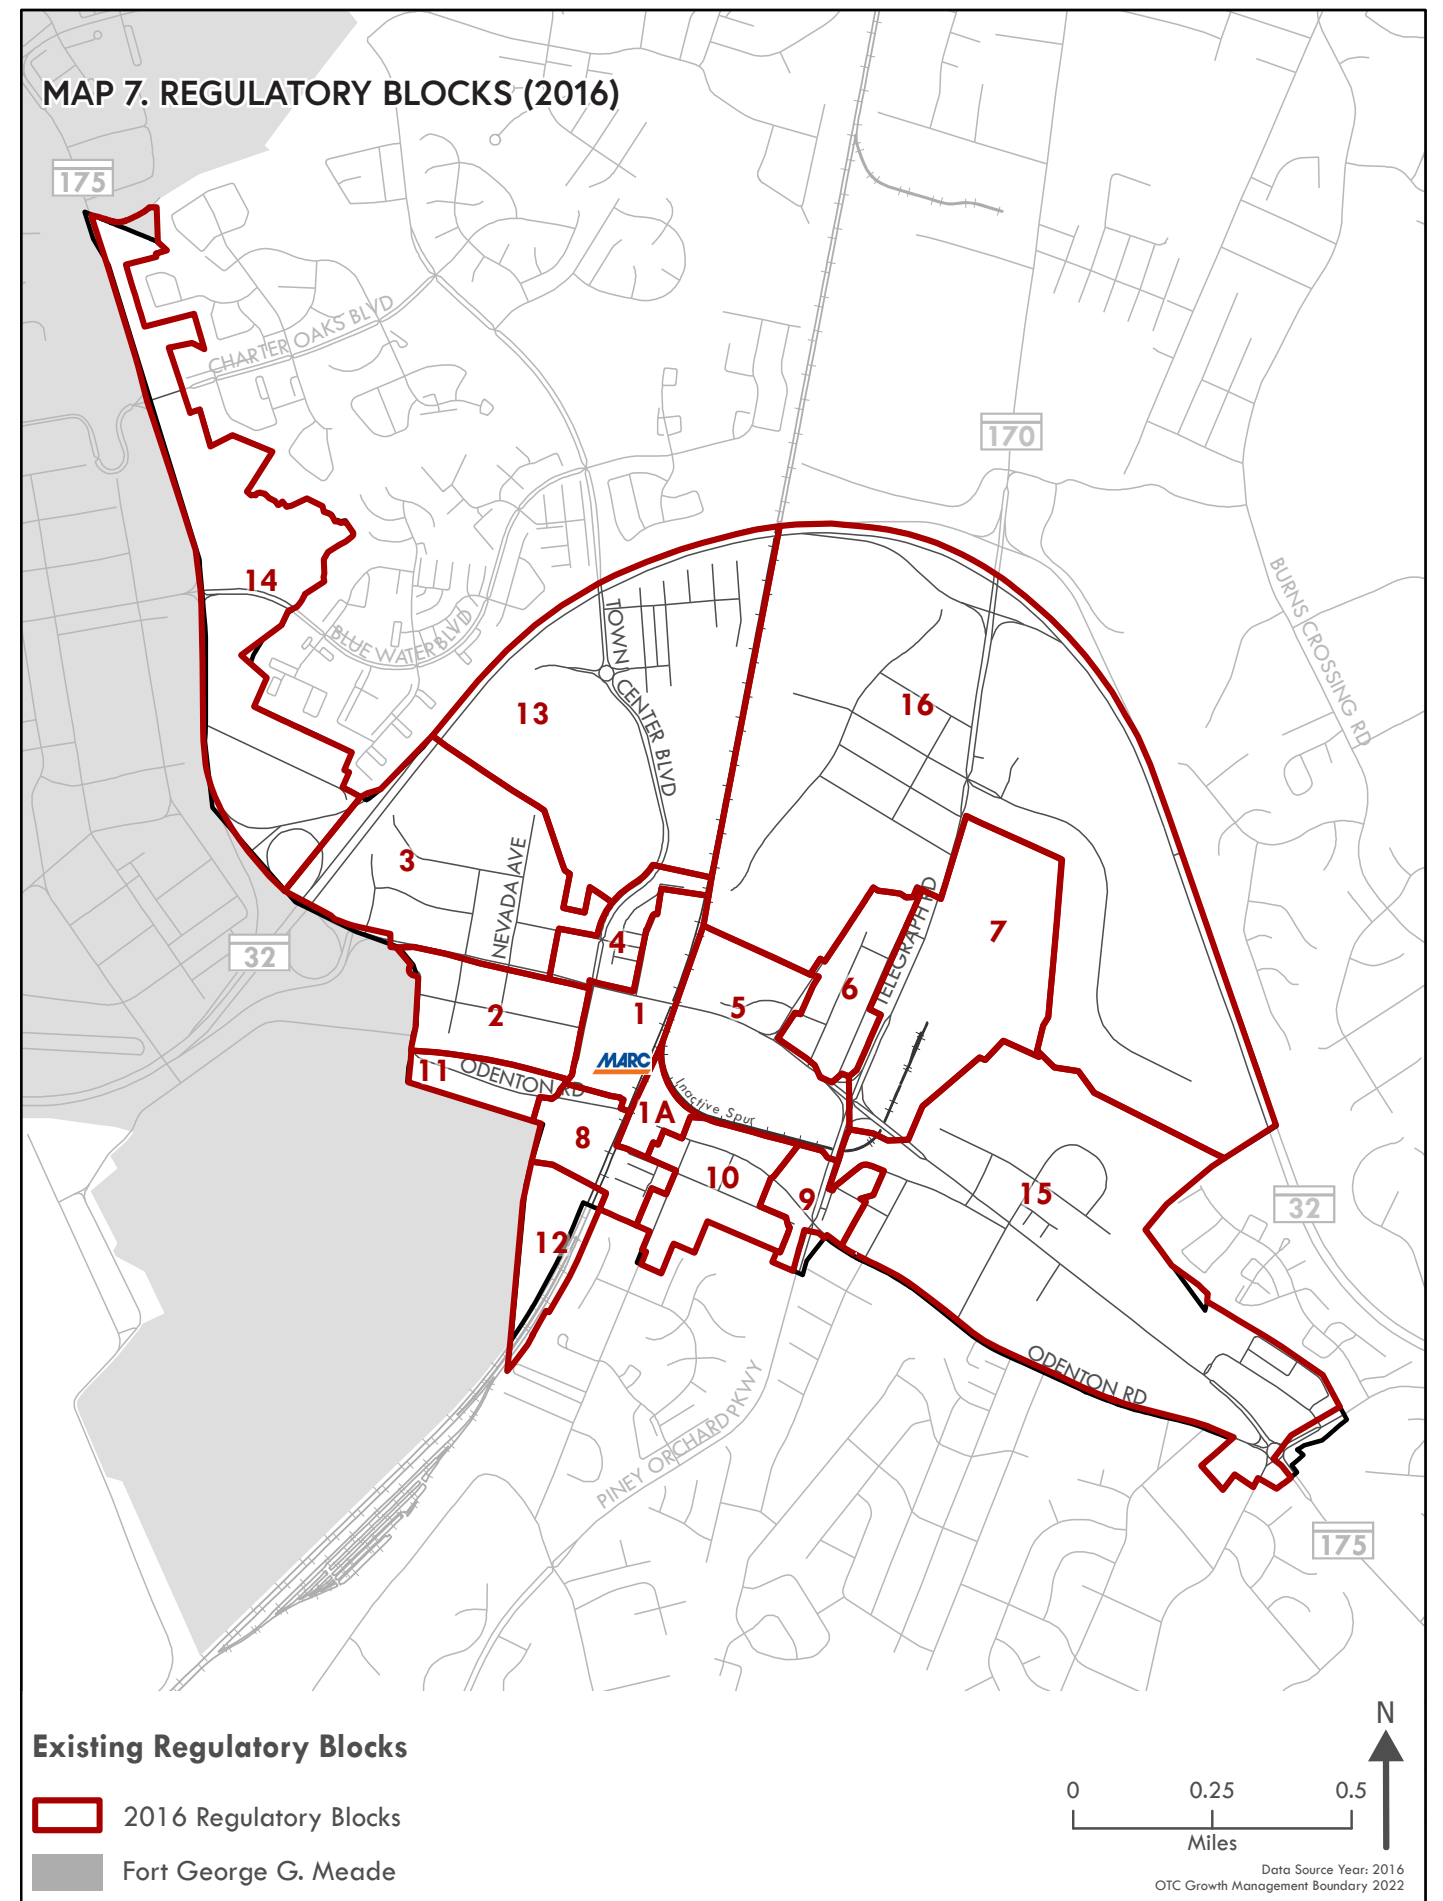 MAP 7. REGULATORY BLOCKS (2016)
175
CHARTER OAKS BLVD
170
BURNS CROSSING RD
14
BLUE WATER BLVD
TOWN CENTER BLVD
13
16
3
NEVADA AVE
4
TELEGRAPH RD
7
32
6
2
1
5
MARC
11
ODENTON RD
Inactive Spur
1A
8
10
9
15
32
12
ODENTON RD
PINEY ORCHARD PKWY
175
N
Existing Regulatory Blocks
2016 Regulatory Blocks
Fort George G. Meade
0 0.25 0.5
Miles
Data Source Year: 2016
OTC Growth Management Boundary 2022